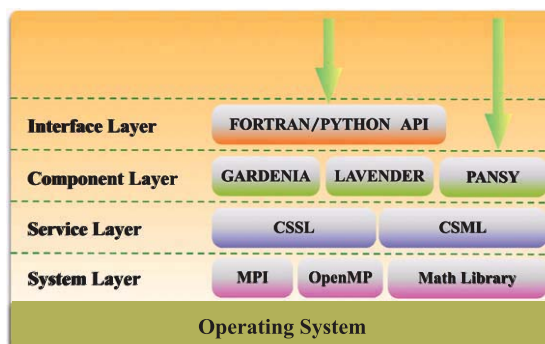 Interface Layer FORTRAN/PYTHON API
Component Layer GARDENIA LAVENDER PANSY
Service Layer CSSL CSML
System Layer MPI OpenMP Math Library
Operating System